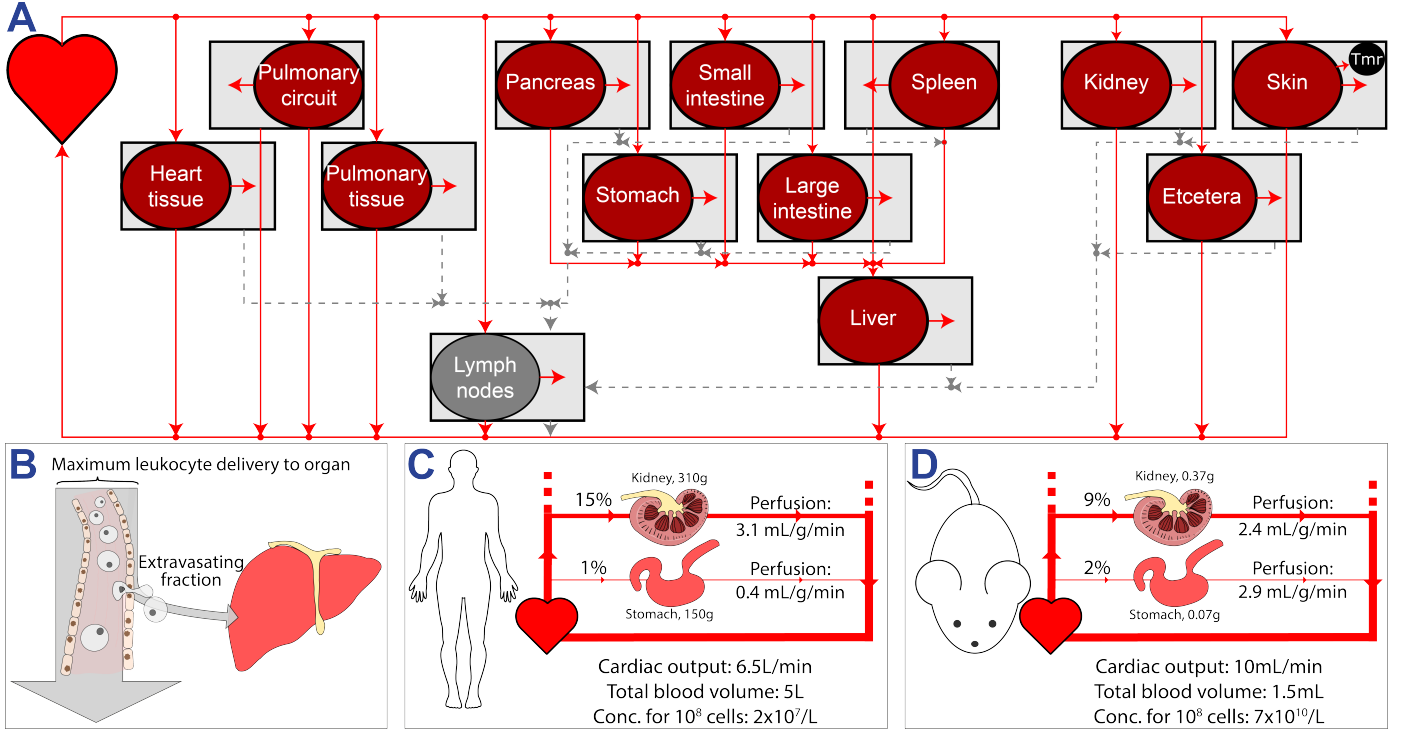 A
Pulmonary
circuit
Pancreas
Small
intestine
Spleen
Kidney
Skin
Tmr
Heart
tissue
Pulmonary
tissue
Stomach
Large
intestine
Etcetera
Liver
Lymph
nodes
B
Maximum leukocyte delivery to organ
Extravasating
fraction
C
15%
Kidney, 310g
Perfusion:
3.1 mL/g/min
1%
Perfusion:
0.4 mL/g/min
Stomach, 150g
Cardiac output: 6.5L/min
Total blood volume: 5L
Conc. for 10⁸ cells: 2x10⁷/L
D
9%
Kidney, 0.37g
Perfusion:
2.4 mL/g/min
2%
Perfusion:
2.9 mL/g/min
Stomach, 0.07g
Cardiac output: 10mL/min
Total blood volume: 1.5mL
Conc. for 10⁸ cells: 7x10¹⁰/L